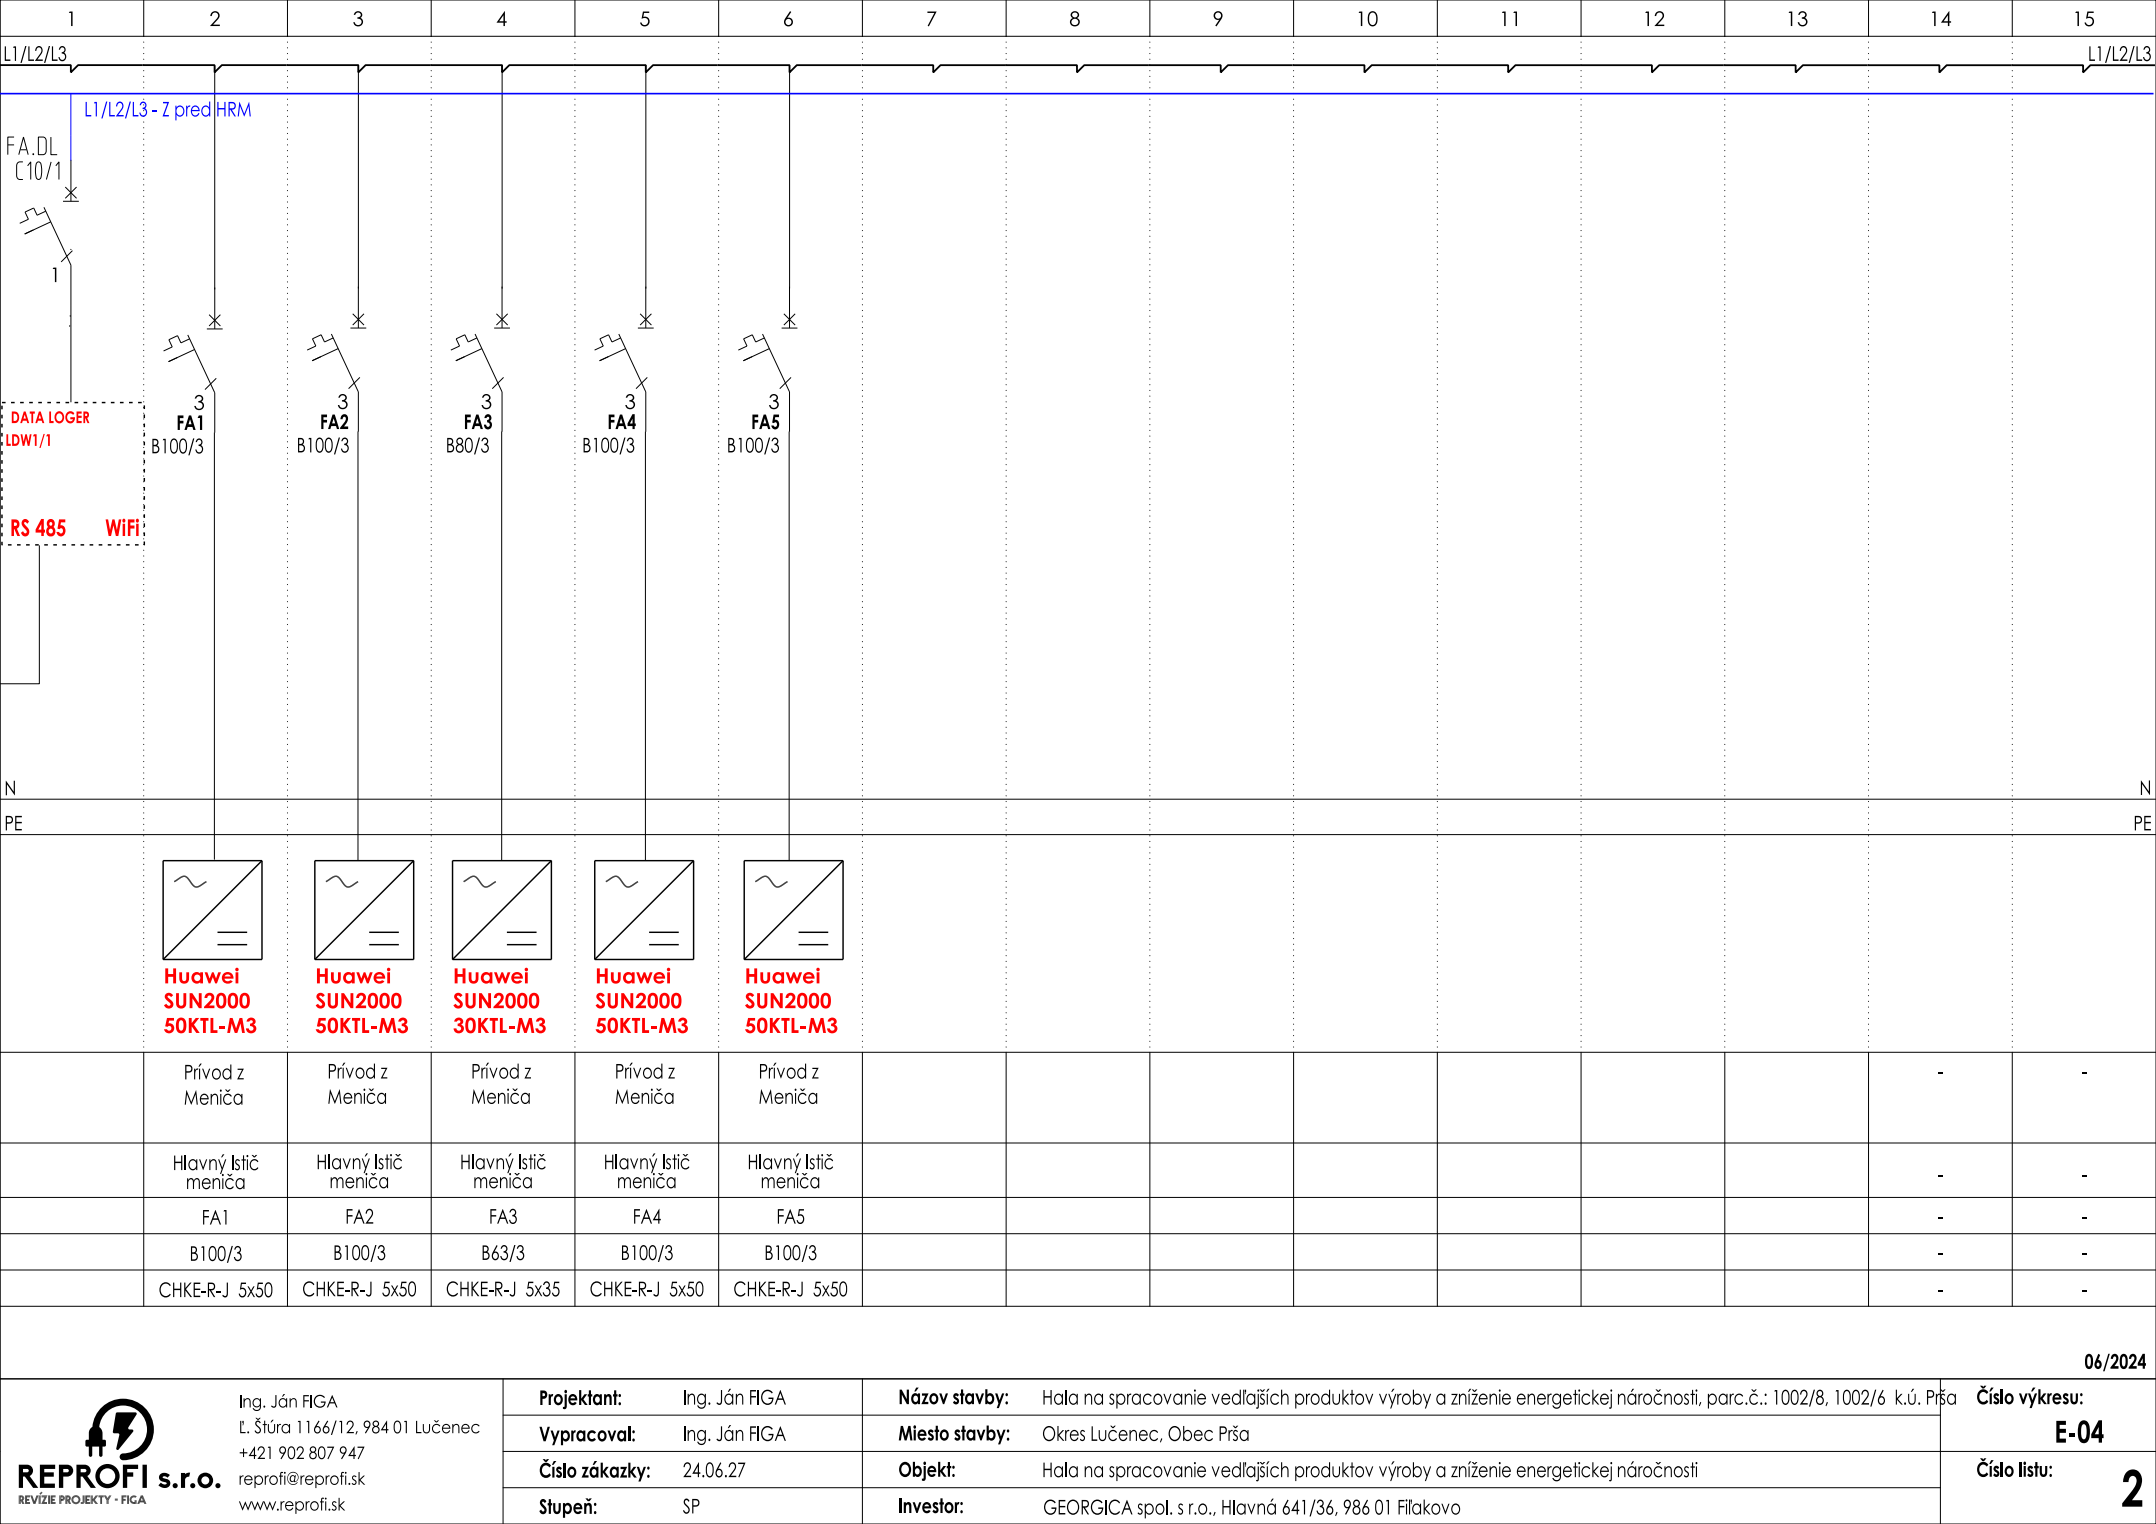 1 2 3 4 5 6 7 8 9 10 11 12 13 14 15
L1/L2/L3 L1/L2/L3
L1/L2/L3 - Z pred HRM
FA.DL
C10/1
1
3 3 3 3 3
DATA LOGER
LDW1/1
FA1 FA2 FA3 FA4 FA5
B100/3 B100/3 B80/3 B100/3 B100/3
RS 485 WiFi
N N
PE PE
Huawei Huawei Huawei Huawei Huawei
SUN2000 SUN2000 SUN2000 SUN2000 SUN2000
50KTL-M3 50KTL-M3 30KTL-M3 50KTL-M3 50KTL-M3
Prívod z Prívod z Prívod z Prívod z Prívod z - -
Meniča Meniča Meniča Meniča Meniča
Hlavný Istič Hlavný Istič Hlavný Istič Hlavný Istič Hlavný Istič - -
meniča meniča meniča meniča meniča
FA1 FA2 FA3 FA4 FA5 - -
B100/3 B100/3 B63/3 B100/3 B100/3 - -
CHKE-R-J 5x50 CHKE-R-J 5x50 CHKE-R-J 5x35 CHKE-R-J 5x50 CHKE-R-J 5x50 - -
06/2024
REPROFI s.r.o.
REVÍZIE PROJEKTY - FIGA
Ing. Ján FIGA
Ľ. Štúra 1166/12, 984 01 Lučenec
+421 902 807 947
reprofi@reprofi.sk
www.reprofi.sk
Projektant: Ing. Ján FIGA
Vypracoval: Ing. Ján FIGA
Číslo zákazky: 24.06.27
Stupeň: SP
Názov stavby: Hala na spracovanie vedľajších produktov výroby a zníženie energetickej náročnosti, parc.č.: 1002/8, 1002/6 k.ú. Prša
Miesto stavby: Okres Lučenec, Obec Prša
Objekt: Hala na spracovanie vedľajších produktov výroby a zníženie energetickej náročnosti
Investor: GEORGICA spol. s r.o., Hlavná 641/36, 986 01 Fiľakovo
Číslo výkresu:
E-04
Číslo listu:
2